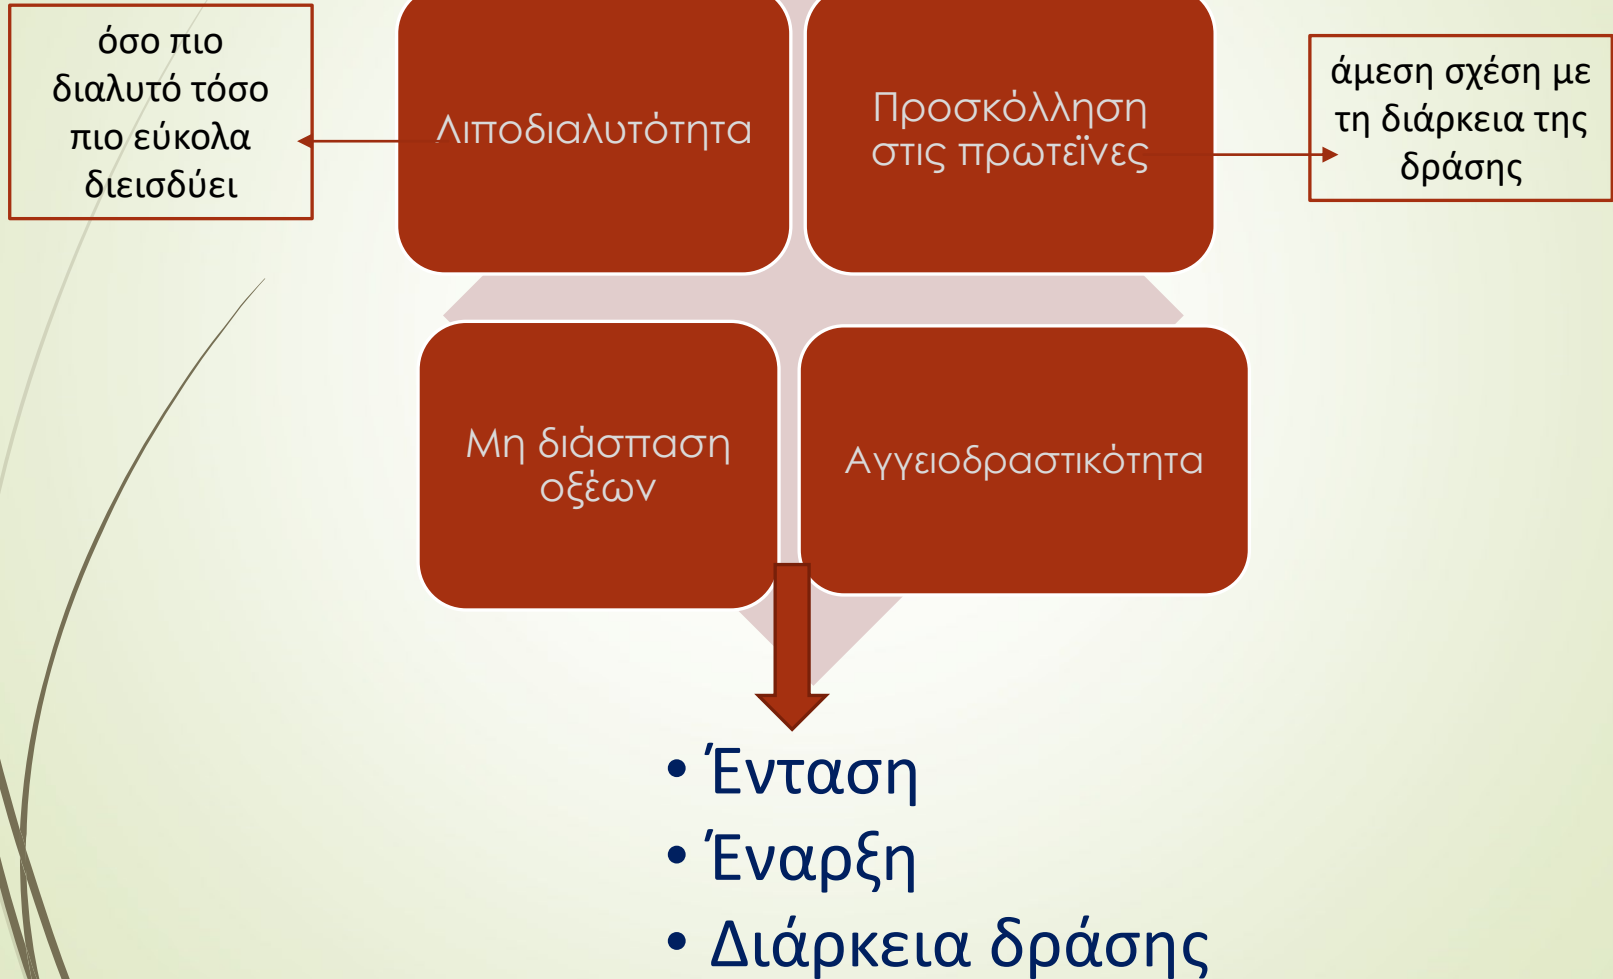 όσο πιο
διαλυτό τόσο
πιο εύκολα
διεισδύει
Λιποδιαλυτότητα
Προσκόλληση
στις πρωτεϊνες
άμεση σχέση με
τη διάρκεια της
δράσης
Μη διάσπαση
οξέων
Αγγειοδραστικότητα
• Ένταση
• Έναρξη
• Διάρκεια δράσης